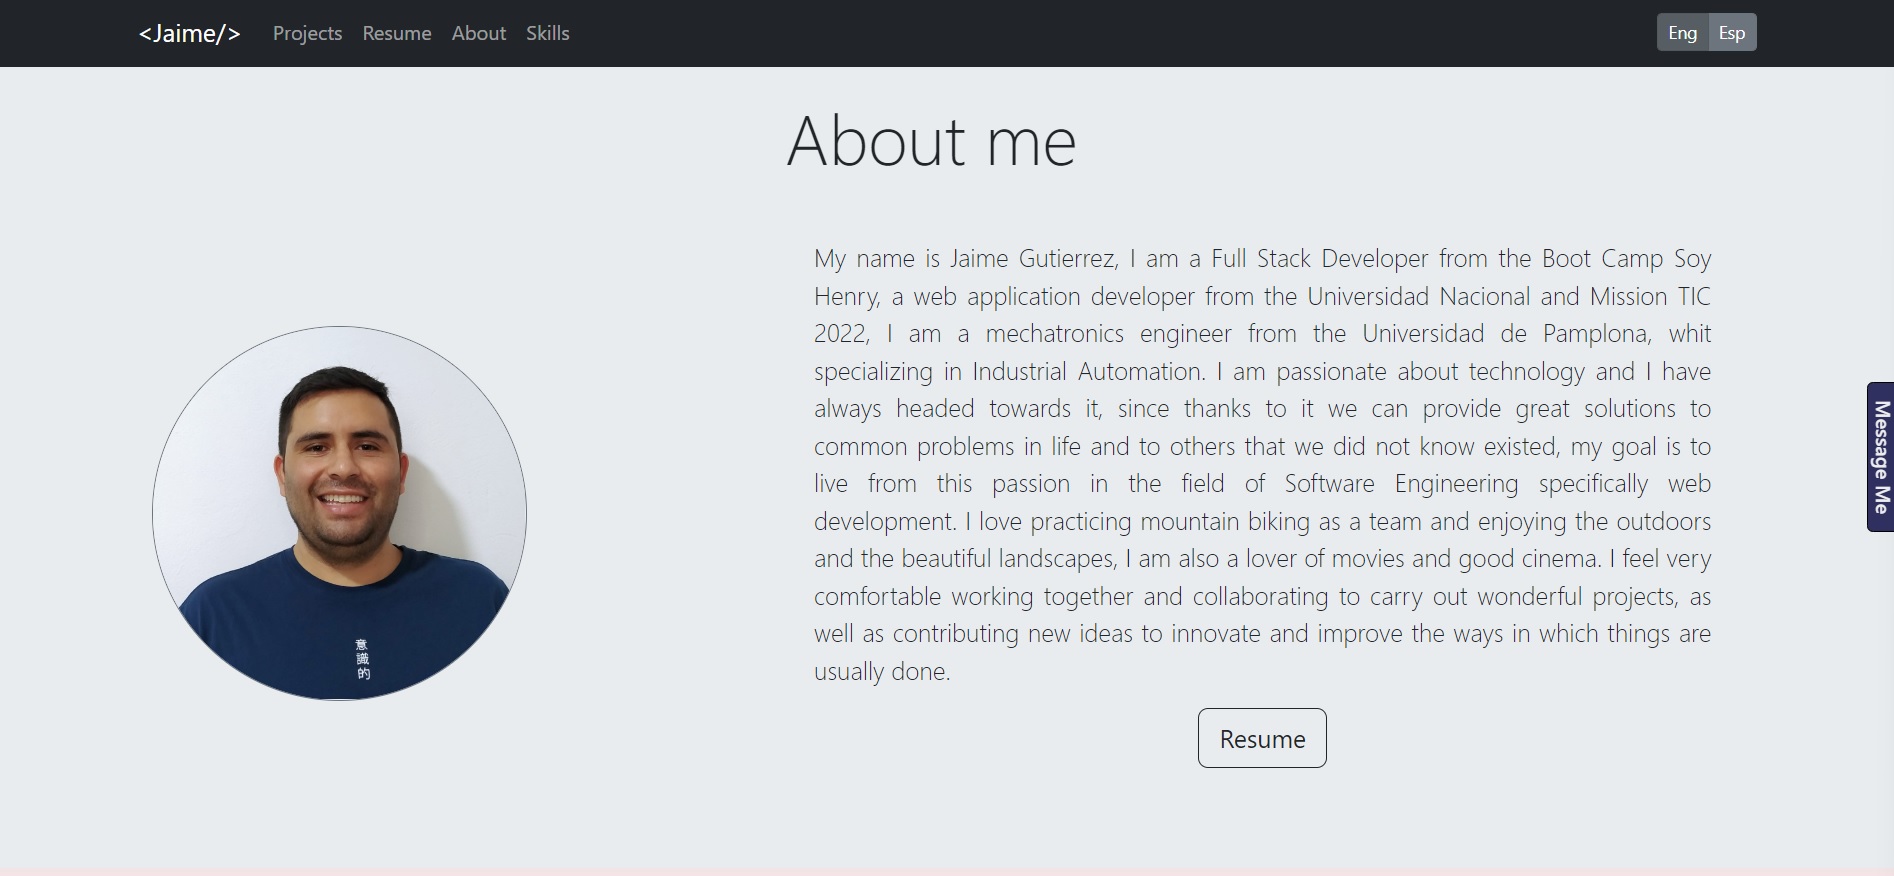 <Jaime/> Projects Resume About Skills Eng Esp
About me
My name is Jaime Gutierrez, I am a Full Stack Developer from the Boot Camp Soy
Henry, a web application developer from the Universidad Nacional and Mission TIC
2022, I am a mechatronics engineer from the Universidad de Pamplona, whit
specializing in Industrial Automation. I am passionate about technology and I have
always headed towards it, since thanks to it we can provide great solutions to
common problems in life and to others that we did not know existed, my goal is to
live from this passion in the field of Software Engineering specifically web
development. I love practicing mountain biking as a team and enjoying the outdoors
and the beautiful landscapes, I am also a lover of movies and good cinema. I feel very
comfortable working together and collaborating to carry out wonderful projects, as
well as contributing new ideas to innovate and improve the ways in which things are
usually done.
Resume
意識的
Message Me